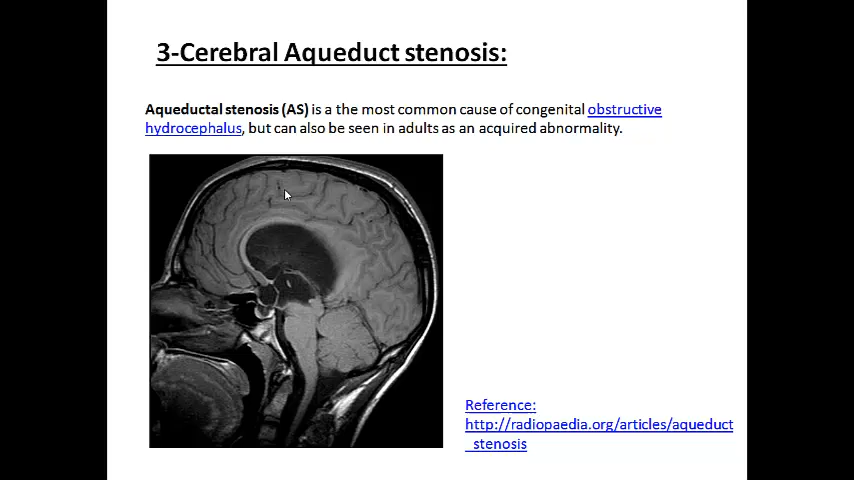 3-Cerebral Aqueduct stenosis:
Aqueductal stenosis (AS) is a the most common cause of congenital obstructive
hydrocephalus, but can also be seen in adults as an acquired abnormality.
Reference:
http://radiopaedia.org/articles/aqueduct
_stenosis